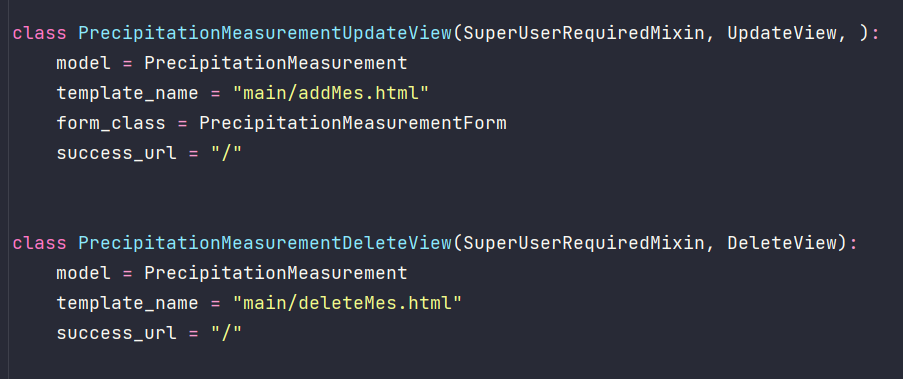 class PrecipitationMeasurementUpdateView(SuperUserRequiredMixin, UpdateView, ):
    model = PrecipitationMeasurement
    template_name = "main/addMes.html"
    form_class = PrecipitationMeasurementForm
    success_url = "/"
class PrecipitationMeasurementDeleteView(SuperUserRequiredMixin, DeleteView):
    model = PrecipitationMeasurement
    template_name = "main/deleteMes.html"
    success_url = "/"